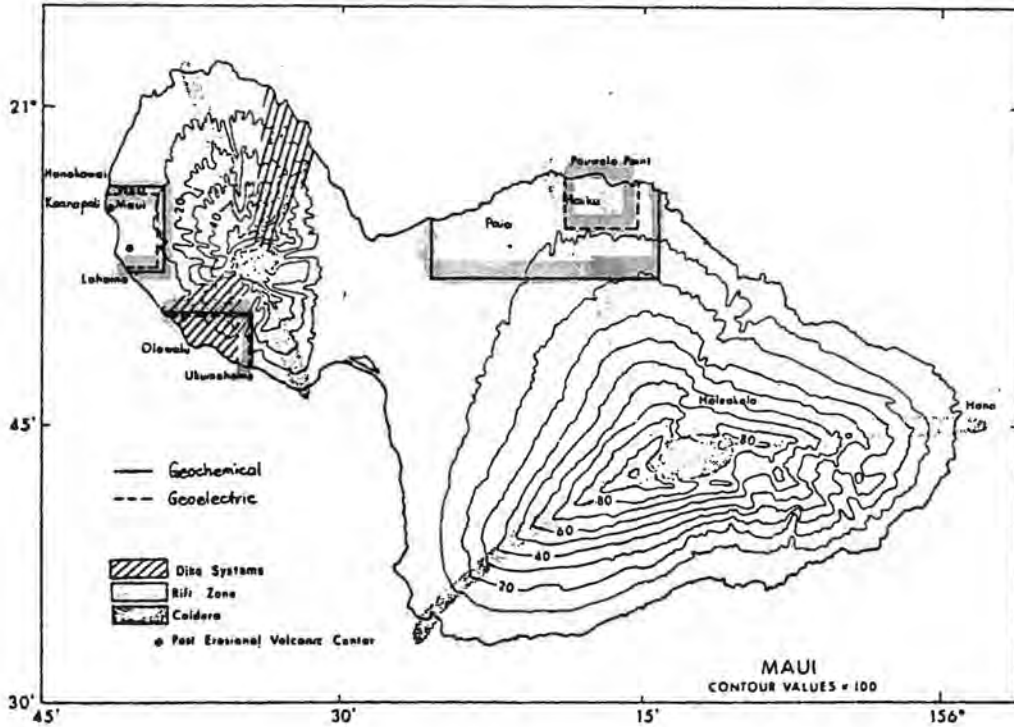 21°
Honokowai
Kaanapali
Maui
Lahaina
Olowalu
Ukumehame
20
40
Pauwela Point
Haiku
Paia
Haleakala
Hana
80
80
60
40
20
45'
Geochemical
Geoelectric
Dike Systems
Rift Zone
Caldera
Post Erosional Volcanic Center
MAUI
CONTOUR VALUES × 100
30'
45
30'
15'
156°